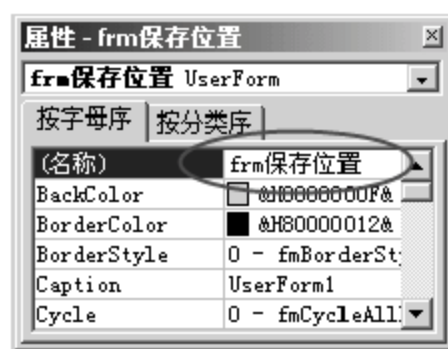 属性 - frm保存位置
frm保存位置 UserForm
按字母序 按分类序
(名称) frm保存位置
BackColor &H8000000F&
BorderColor &H80000012&
BorderStyle 0 - fmBorderSt
Caption UserForm1
Cycle 0 - fmCycleAll